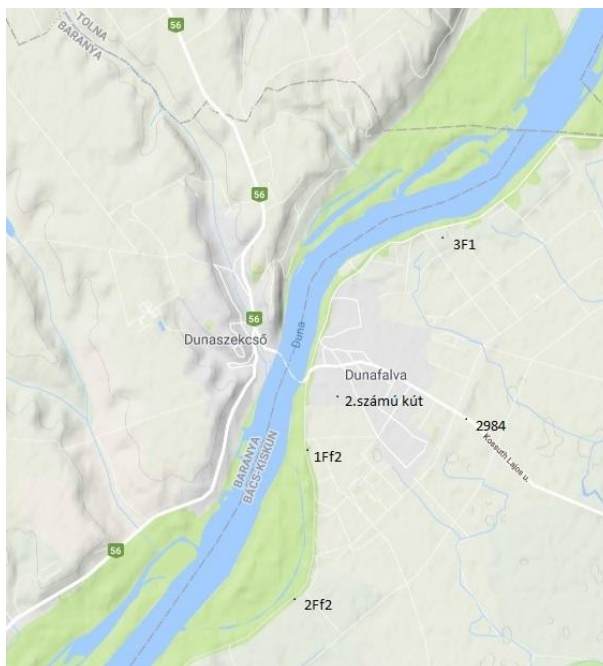 56
TOLNA
BARANYA
56
3F1
56
Dunaszekcső
Duna
Dunafalva
2.számú kút
2984
Kossuth Lajos u.
1Ff2
BARANYA
BÁCS-KISKUN
56
2Ff2